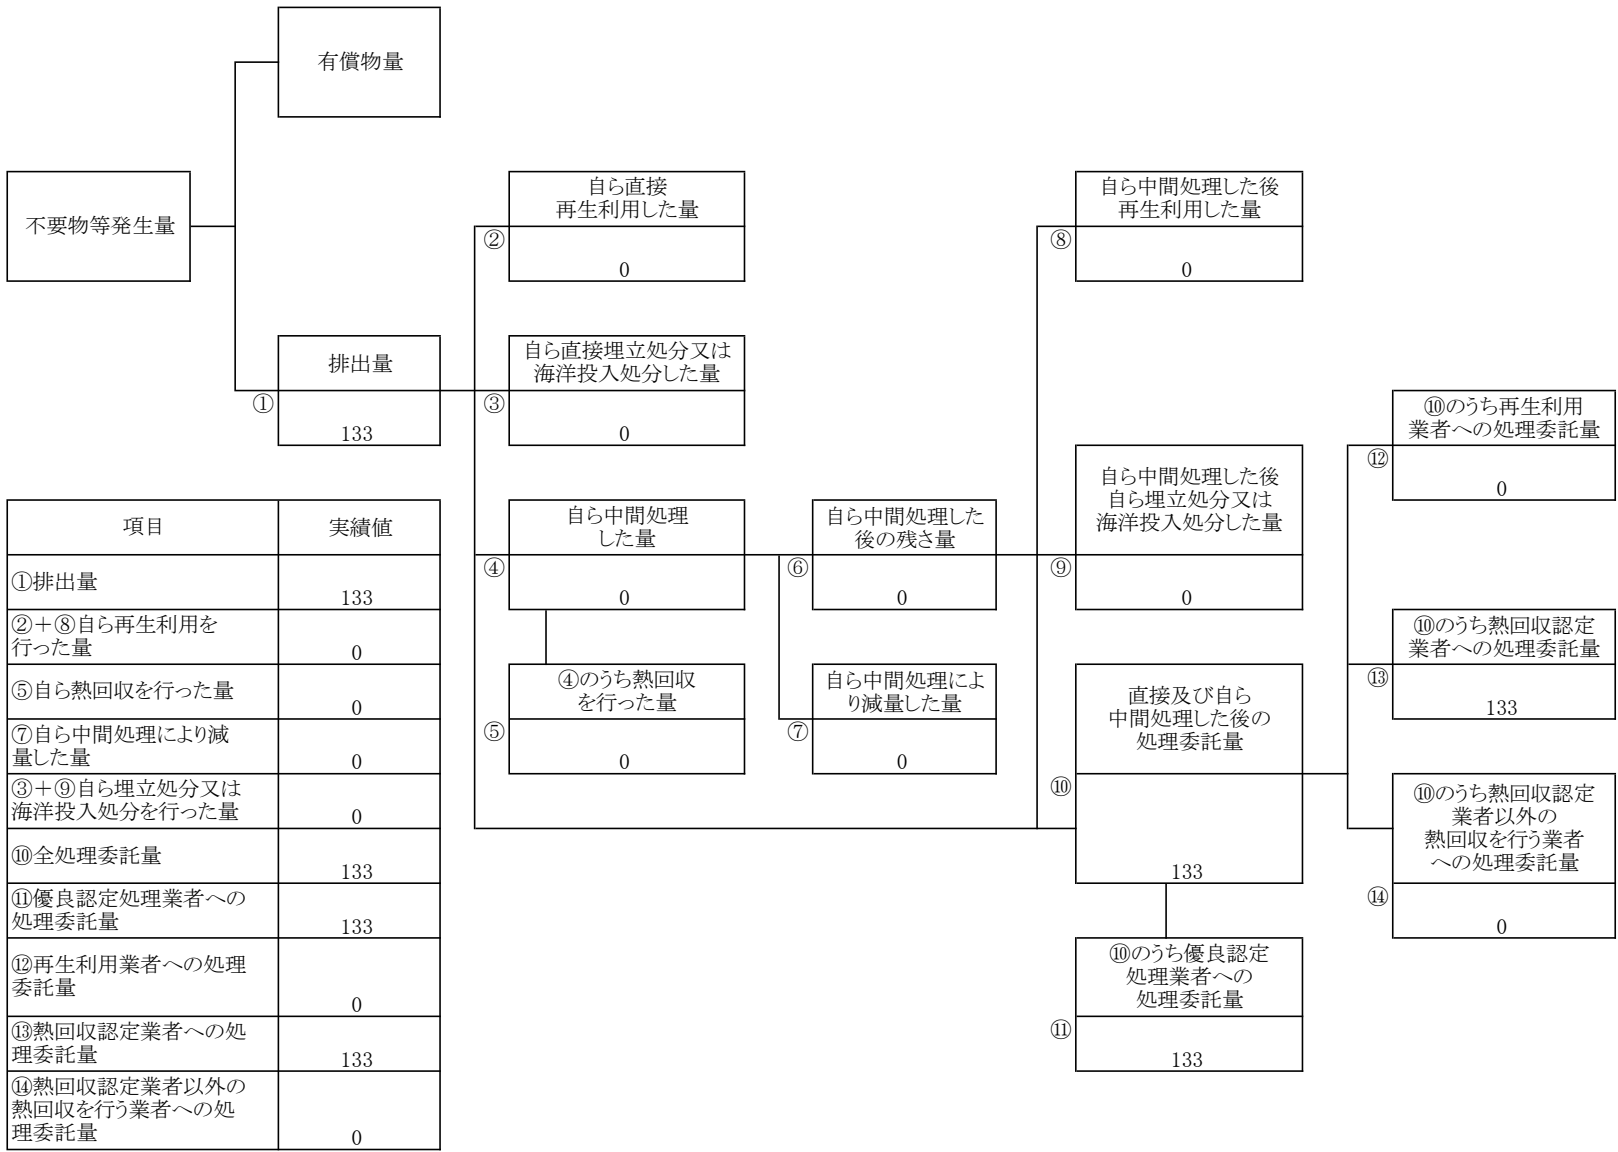 有償物量
不要物等発生量
自ら直接
再生利用した量
②
0
自ら中間処理した後
再生利用した量
⑧
0
排出量
①
133
自ら直接埋立処分又は
海洋投入処分した量
③
0
⑩のうち再生利用
業者への処理委託量
⑫
0
自ら中間処理した後
自ら埋立処分又は
海洋投入処分した量
⑨
0
自ら中間処理
した量
④
0
自ら中間処理した
後の残さ量
⑥
0
⑩のうち熱回収認定
業者への処理委託量
⑬
133
④のうち熱回収
を行った量
⑤
0
自ら中間処理によ
り減量した量
⑦
0
直接及び自ら
中間処理した後の
処理委託量
⑩
133
⑩のうち熱回収認定
業者以外の
熱回収を行う業者
への処理委託量
⑭
0
⑩のうち優良認定
処理業者への
処理委託量
⑪
133
項目 実績値
①排出量
133
②+⑧自ら再生利用を
行った量
0
⑤自ら熱回収を行った量
0
⑦自ら中間処理により減
量した量
0
③+⑨自ら埋立処分又は
海洋投入処分を行った量
0
⑩全処理委託量
133
⑪優良認定処理業者への
処理委託量
133
⑫再生利用業者への処理
委託量
0
⑬熱回収認定業者への処
理委託量
133
⑭熱回収認定業者以外の
熱回収を行う業者への処
理委託量
0